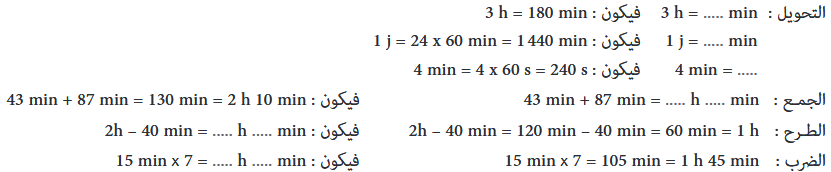 التحويل : 3 h = ..... min فيكون : 3 h = 180 min
1 j = ..... min فيكون : 1 j = 24 x 60 min = 1 440 min
4 min = ..... فيكون : 4 min = 4 x 60 s = 240 s
الجمـع : 43 min + 87 min = ..... h ..... min فيكون : 43 min + 87 min = 130 min = 2 h 10 min
الطـرح : 2h – 40 min = 120 min – 40 min = 60 min = 1 h فيكون : 2h – 40 min = ..... h ..... min
الضرب : 15 min x 7 = 105 min = 1 h 45 min فيكون : 15 min x 7 = ..... h ..... min